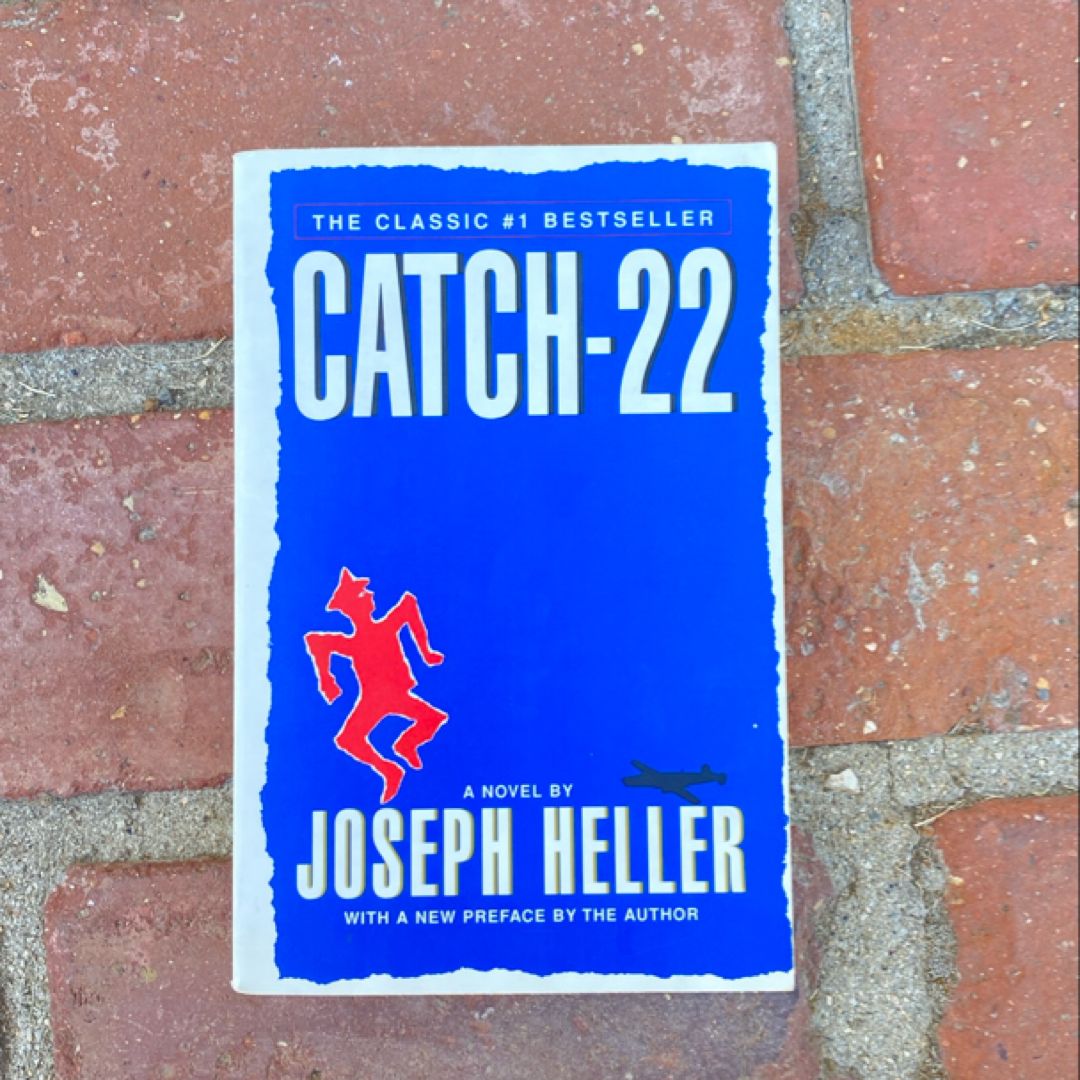 THE CLASSIC #1 BESTSELLER
CATCH-22
A NOVEL BY
JOSEPH HELLER
WITH A NEW PREFACE BY THE AUTHOR